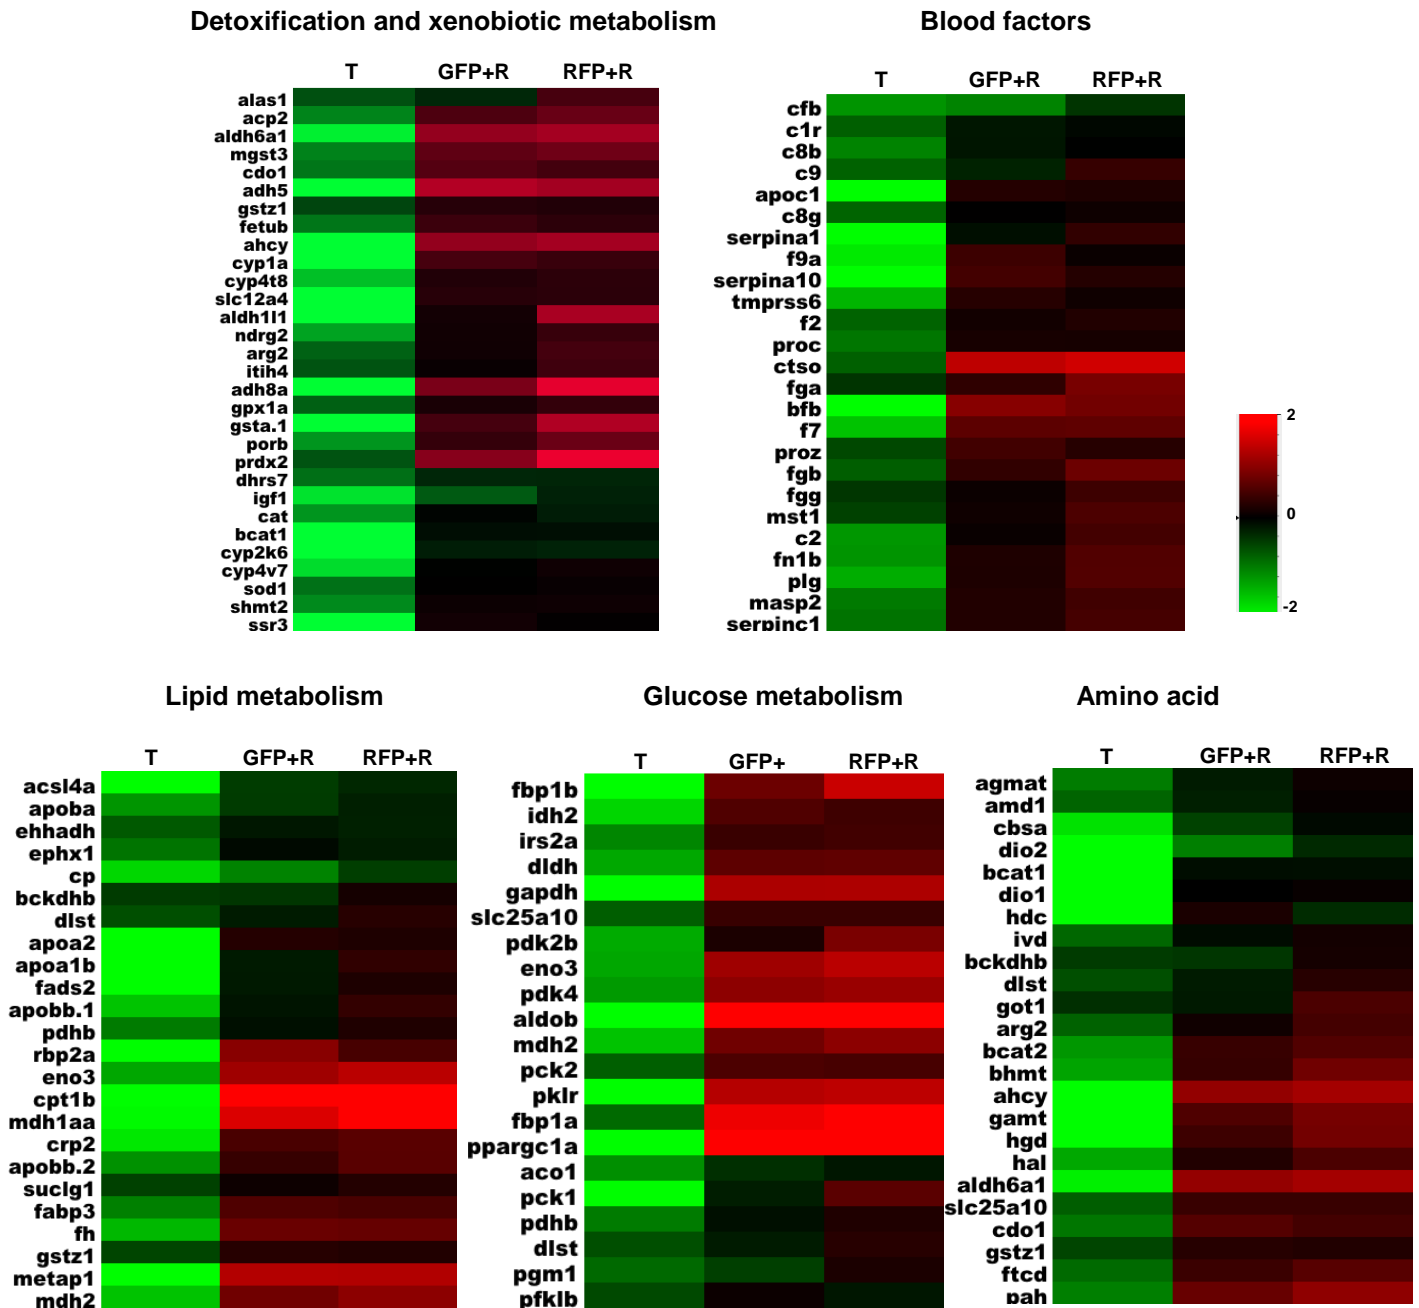 Detoxification and xenobiotic metabolism
T GFP+R RFP+R
alas1
acp2
aldh6a1
mgst3
cdo1
adh5
gstz1
fetub
ahcy
cyp1a
cyp4t8
slc12a4
aldh1l1
ndrg2
arg2
itih4
adh8a
gpx1a
gsta.1
porb
prdx2
dhrs7
igf1
cat
bcat1
cyp2k6
cyp4v7
sod1
shmt2
ssr3
Blood factors
T GFP+R RFP+R
cfb
c1r
c8b
c9
apoc1
c8g
serpina1
f9a
serpina10
tmprss6
f2
proc
ctso
fga
bfb
f7
proz
fgb
fgg
mst1
c2
fn1b
plg
masp2
serpinc1
2
0
-2
Lipid metabolism
T GFP+R RFP+R
acsl4a
apoba
ehhadh
ephx1
cp
bckdhb
dlst
apoa2
apoa1b
fads2
apobb.1
pdhb
rbp2a
eno3
cpt1b
mdh1aa
crp2
apobb.2
suclg1
fabp3
fh
gstz1
metap1
mdh2
Glucose metabolism
T GFP+ RFP+R
fbp1b
idh2
irs2a
dldh
gapdh
slc25a10
pdk2b
eno3
pdk4
aldob
mdh2
pck2
pklr
fbp1a
ppargc1a
aco1
pck1
pdhb
dlst
pgm1
pfklb
Amino acid
T GFP+R RFP+R
agmat
amd1
cbsa
dio2
bcat1
dio1
hdc
ivd
bckdhb
dlst
got1
arg2
bcat2
bhmt
ahcy
gamt
hgd
hal
aldh6a1
slc25a10
cdo1
gstz1
ftcd
pah